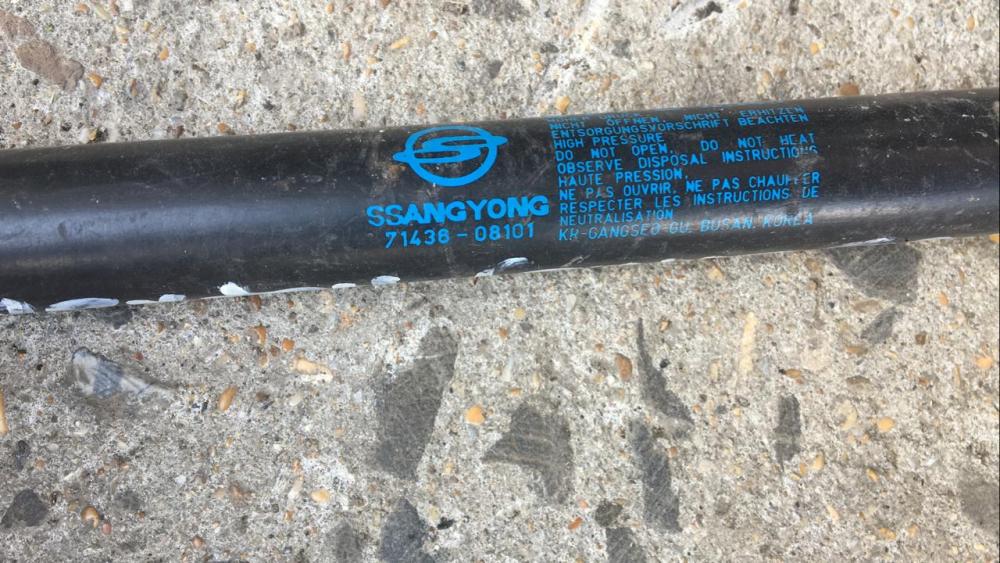 SSANGYONG
71436-08101
NICHT ÖFFNEN, NICHT ERHITZEN
ENTSORGUNGSVORSCHRIFT BEACHTEN
HIGH PRESSURE.
DO NOT OPEN. DO NOT HEAT
OBSERVE DISPOSAL INSTRUCTIONS
HAUTE PRESSION.
NE PAS OUVRIR. NE PAS CHAUFFER
RESPECTER LES INSTRUCTIONS DE
NEUTRALISATION
KR-GANGSEO-GU, BUSAN, KOREA